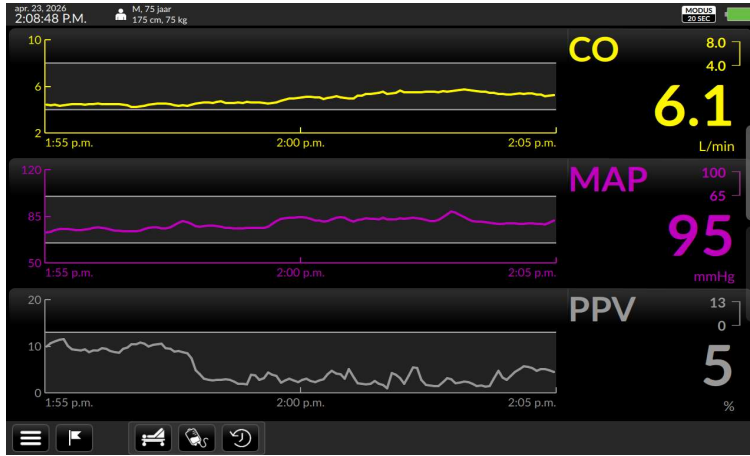 apr. 23, 2026
2:08:48 P.M.
M, 75 jaar
175 cm, 75 kg
MODUS
20 SEC
10
6
2
1:55 p.m.
2:00 p.m.
2:05 p.m.
CO
8.0
4.0
6.1
L/min
120
85
50
1:55 p.m.
2:00 p.m.
2:05 p.m.
MAP
100
65
95
mmHg
20
10
0
1:55 p.m.
2:00 p.m.
2:05 p.m.
PPV
13
0
5
%